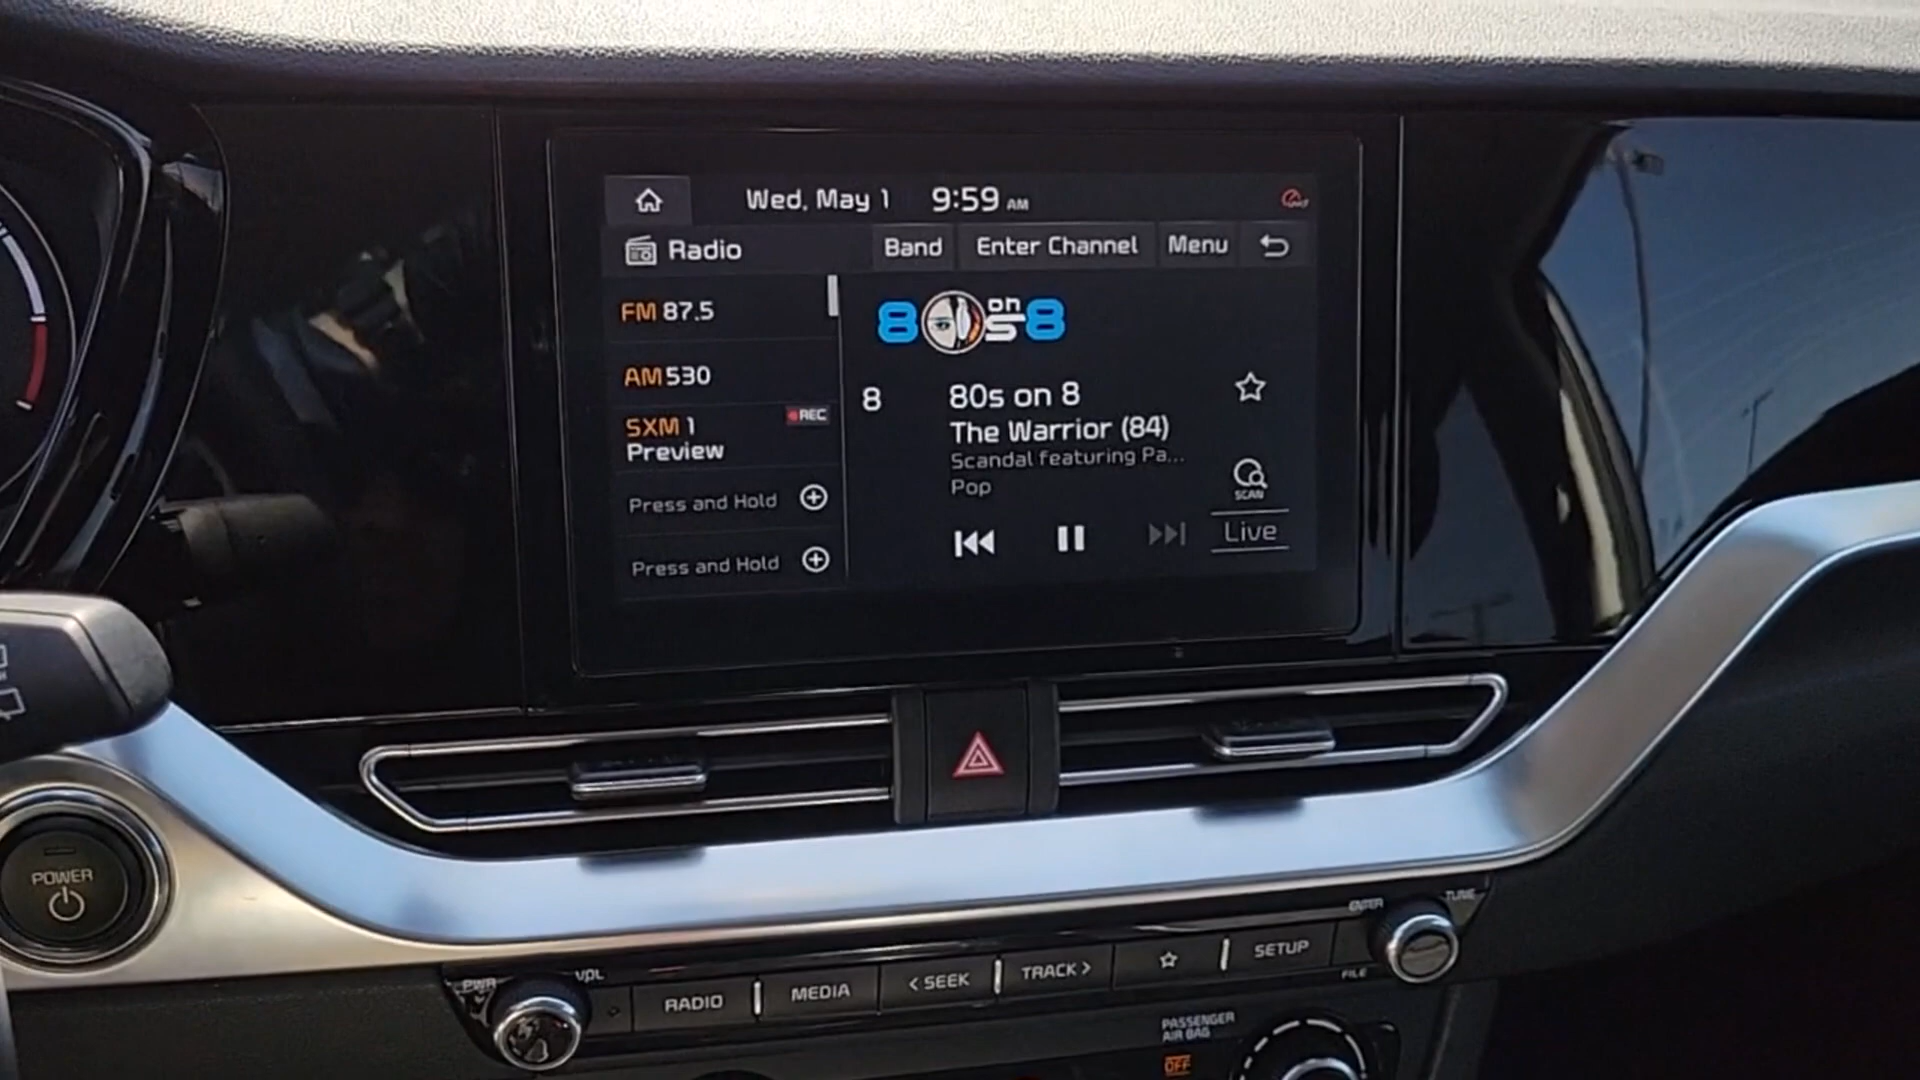 Wed, May 1 9:59 AM
Radio Band Enter Channel Menu
FM 87.5
AM 530
SXM 1 REC
Preview
Press and Hold
Press and Hold
80s on 8
8 80s on 8
The Warrior (84)
Scandal featuring Pa...
Pop
SCAN
Live
POWER
PWR VOL
RADIO MEDIA < SEEK TRACK > SETUP
ENTER TUNE
FILE
PASSENGER
AIR BAG
OFF